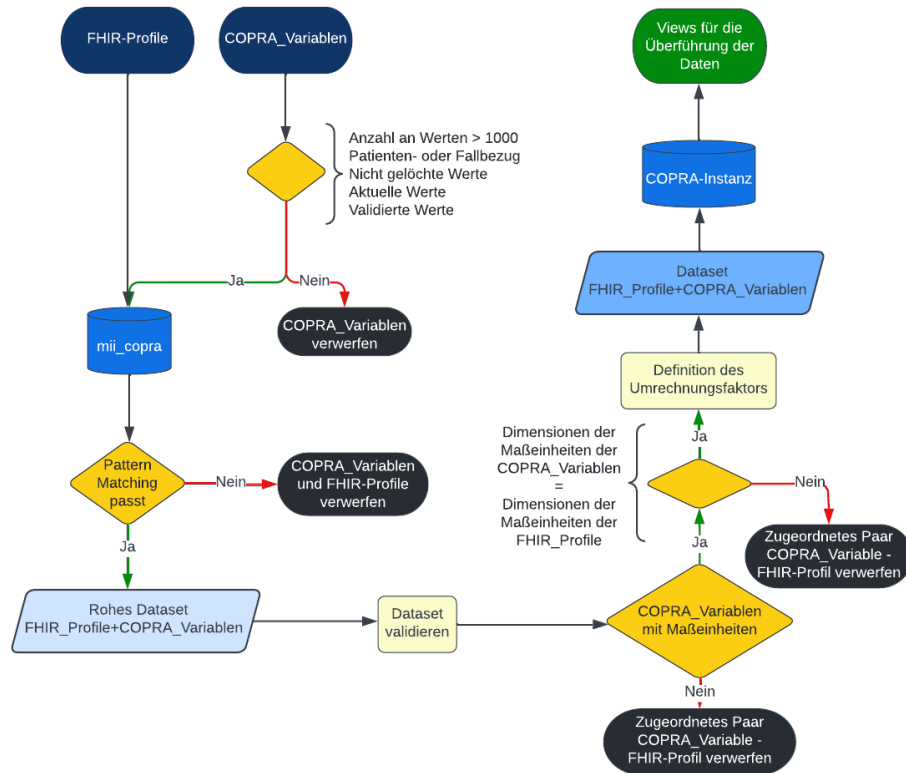 FHIR-Profile
COPRA_Variablen
Anzahl an Werten > 1000
Patienten- oder Fallbezug
Nicht gelöchte Werte
Aktuelle Werte
Validierte Werte
Ja
Nein
COPRA_Variablen
verwerfen
mii_copra
Pattern
Matching
passt
Nein
COPRA_Variablen
und FHIR-Profile
verwerfen
Ja
Rohes Dataset
FHIR_Profile+COPRA_Variablen
Dataset
validieren
COPRA_Variablen
mit Maßeinheiten
Nein
Zugeordnetes Paar
COPRA_Variable -
FHIR-Profil verwerfen
Ja
Dimensionen der
Maßeinheiten der
COPRA_Variablen
=
Dimensionen der
Maßeinheiten der
FHIR_Profile
Nein
Zugeordnetes Paar
COPRA_Variable -
FHIR-Profil verwerfen
Ja
Definition des
Umrechnungsfaktors
Dataset
FHIR_Profile+COPRA_Variablen
COPRA-Instanz
Views für die
Überführung der
Daten